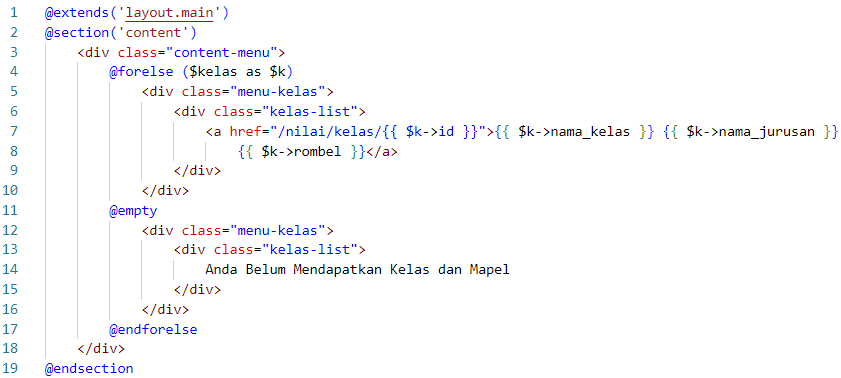 1 @extends('layout.main')
2 @section('content')
3 <div class="content-menu">
4 @forelse ($kelas as $k)
5 <div class="menu-kelas">
6 <div class="kelas-list">
7 <a href="/nilai/kelas/{{ $k->id }}">{{ $k->nama_kelas }} {{ $k->nama_jurusan }}
8 {{ $k->rombel }}</a>
9 </div>
10 </div>
11 @empty
12 <div class="menu-kelas">
13 <div class="kelas-list">
14 Anda Belum Mendapatkan Kelas dan Mapel
15 </div>
16 </div>
17 @endforelse
18 </div>
19 @endsection